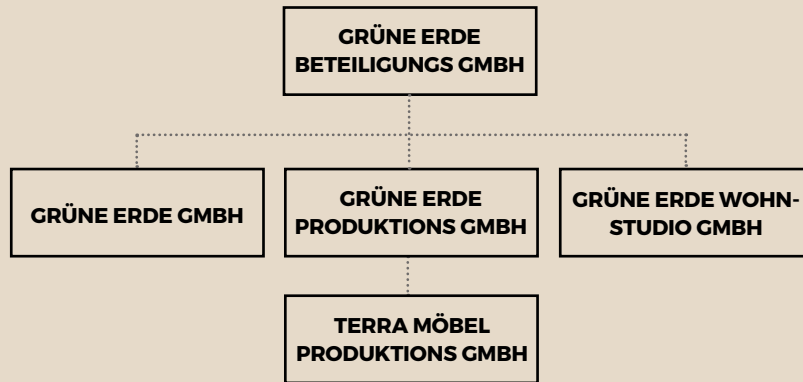 GRÜNE ERDE
BETEILIGUNGS GMBH
GRÜNE ERDE GMBH
GRÜNE ERDE
PRODUKTIONS GMBH
GRÜNE ERDE WOHN-
STUDIO GMBH
TERRA MÖBEL
PRODUKTIONS GMBH